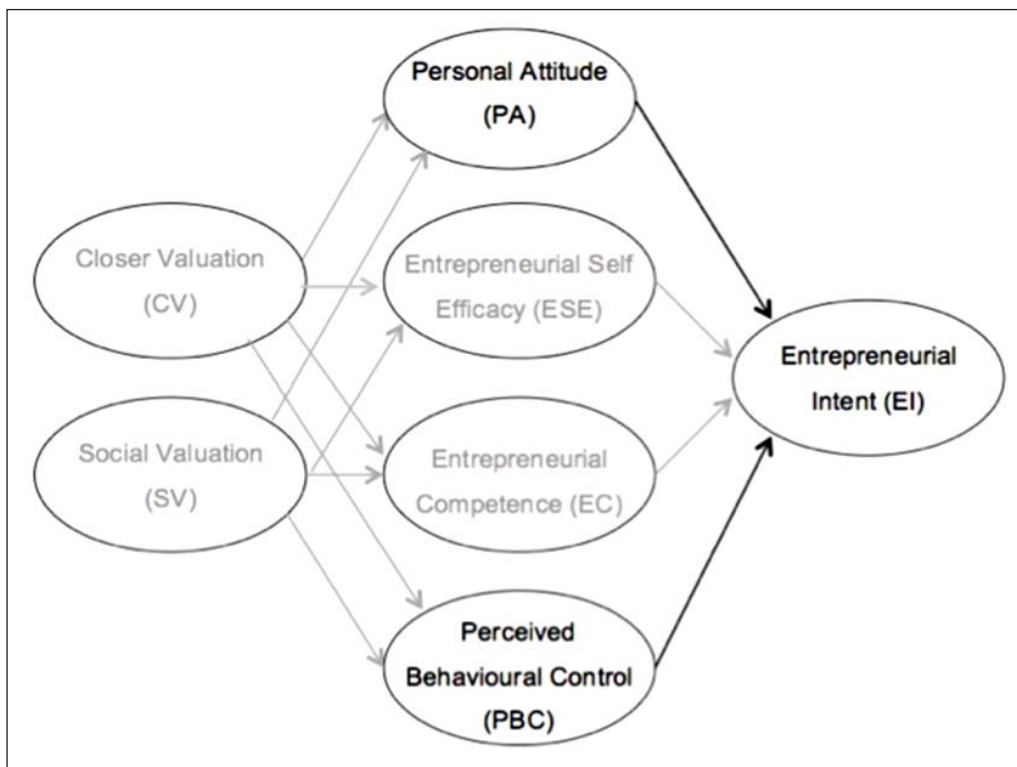 Personal Attitude
(PA)
Closer Valuation
(CV)
Entrepreneurial Self
Efficacy (ESE)
Entrepreneurial
Intent (EI)
Social Valuation
(SV)
Entrepreneurial
Competence (EC)
Perceived
Behavioural Control
(PBC)